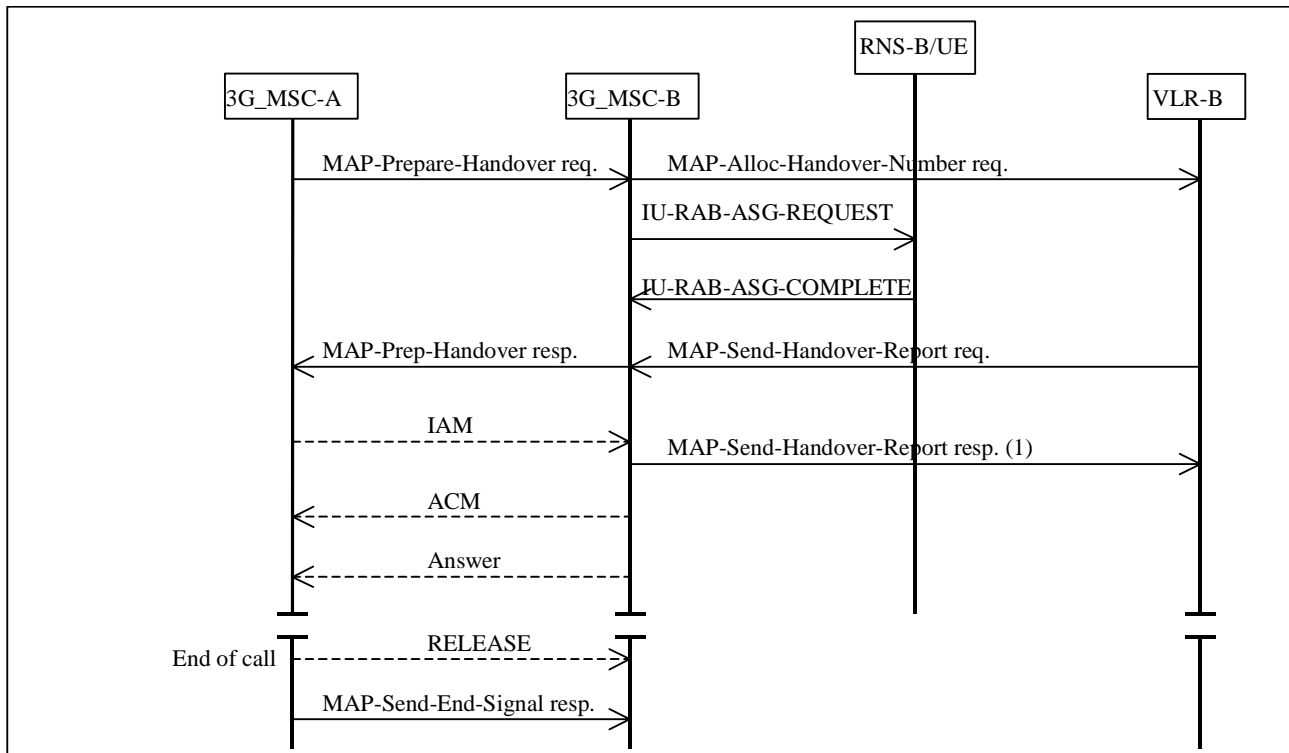 RNS-B/UE
3G_MSC-A
3G_MSC-B
VLR-B
MAP-Prepare-Handover req.
MAP-Alloc-Handover-Number req.
IU-RAB-ASG-REQUEST
IU-RAB-ASG-COMPLETE
MAP-Prep-Handover resp.
MAP-Send-Handover-Report req.
IAM
MAP-Send-Handover-Report resp. (1)
ACM
Answer
RELEASE
End of call
MAP-Send-End-Signal resp.